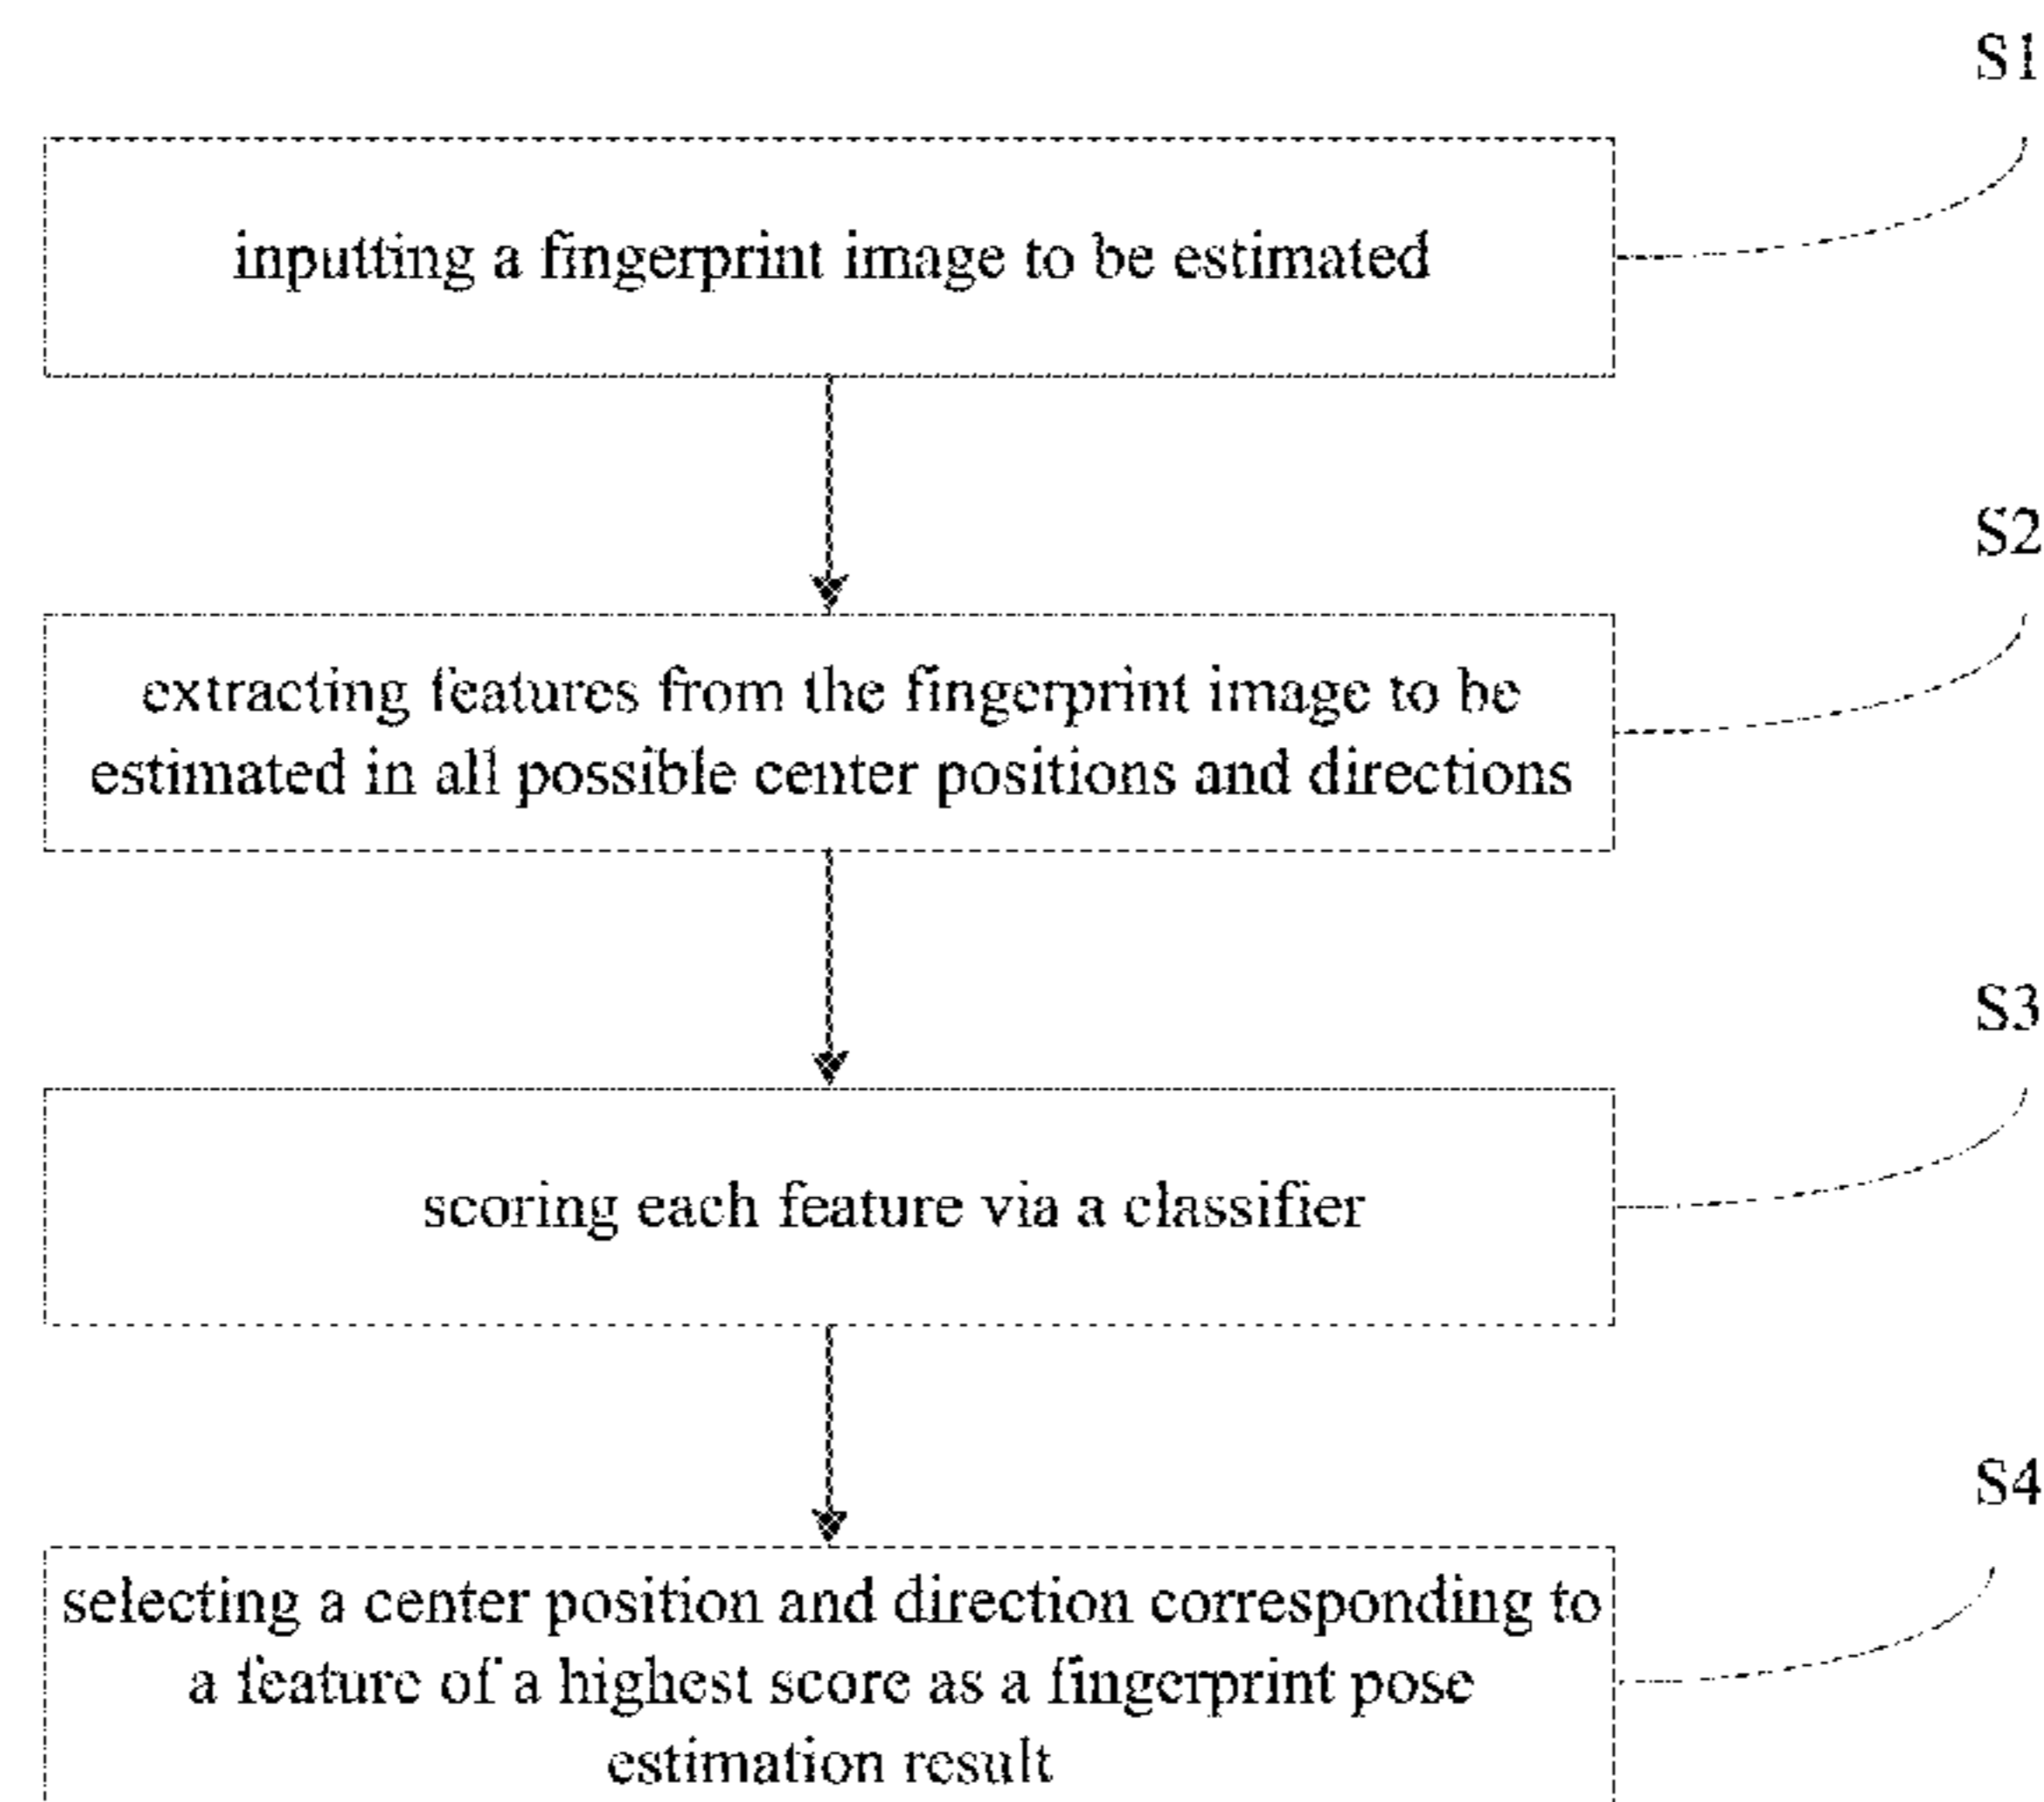 S1
inputting a fingerprint image to be estimated
S2
extracting features from the fingerprint image to be
estimated in all possible center positions and directions
S3
scoring each feature via a classifier
S4
selecting a center position and direction corresponding to
a feature of a highest score as a fingerprint pose
estimation result